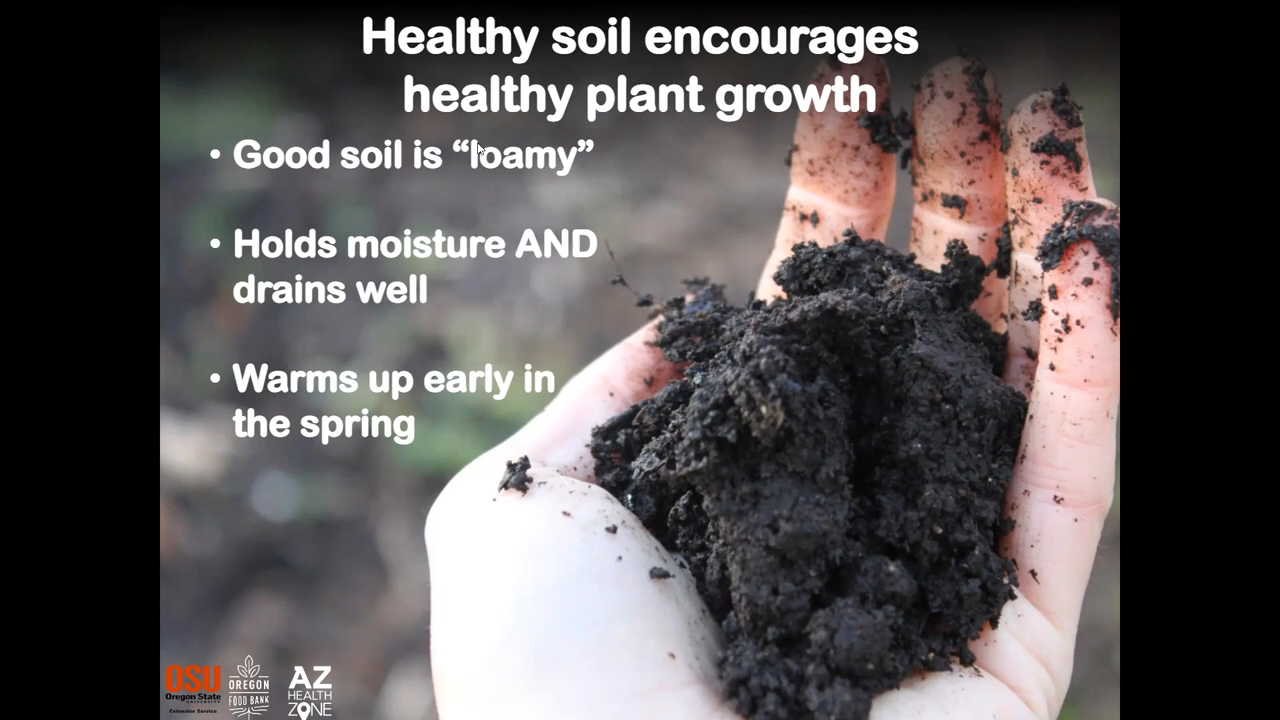 Healthy soil encourages
healthy plant growth
• Good soil is “loamy”
• Holds moisture AND
drains well
• Warms up early in
the spring
OSU
Oregon State
UNIVERSITY
Extension Service
OREGON
FOOD BANK
AZ
HEALTH
ZONE